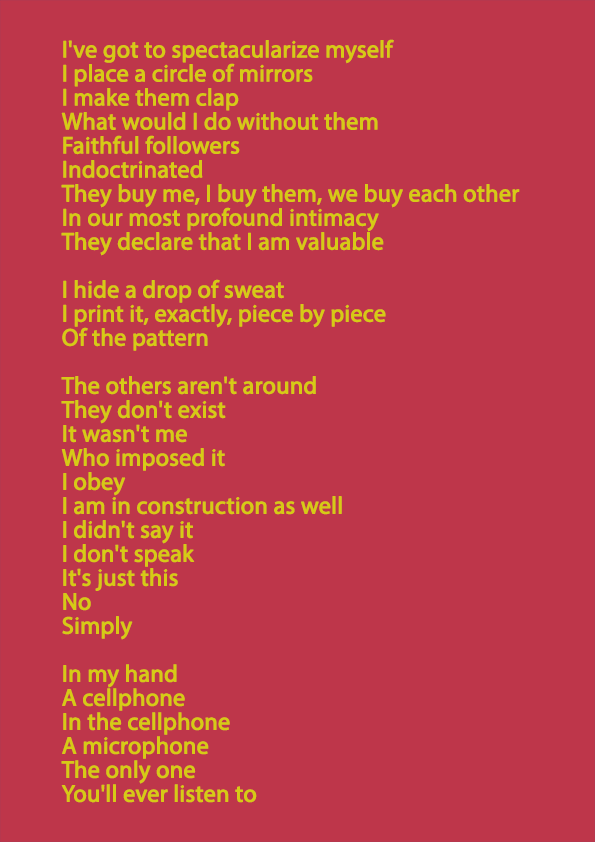 I've got to spectacularize myself
I place a circle of mirrors
I make them clap
What would I do without them
Faithful followers
Indoctrinated
They buy me, I buy them, we buy each other
In our most profound intimacy
They declare that I am valuable

I hide a drop of sweat
I print it, exactly, piece by piece
Of the pattern

The others aren't around
They don't exist
It wasn't me
Who imposed it
I obey
I am in construction as well
I didn't say it
I don't speak
It's just this
No
Simply

In my hand
A cellphone
In the cellphone
A microphone
The only one
You'll ever listen to